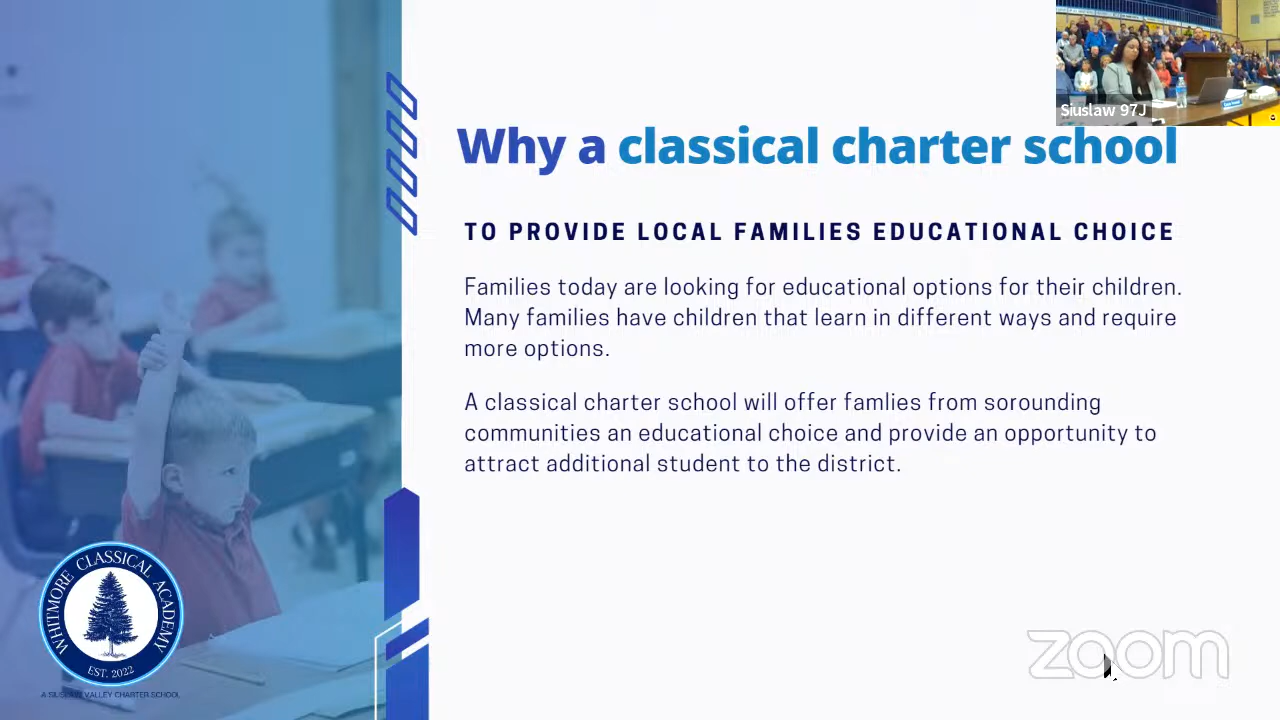 Siuslaw 97J
Why a classical charter school
TO PROVIDE LOCAL FAMILIES EDUCATIONAL CHOICE
Families today are looking for educational options for their children.
Many families have children that learn in different ways and require
more options.
A classical charter school will offer famlies from sorounding
communities an educational choice and provide an opportunity to
attract additional student to the district.
WHITMORE CLASSICAL ACADEMY
EST. 2022
A SIUSLAW VALLEY CHARTER SCHOOL
zoom